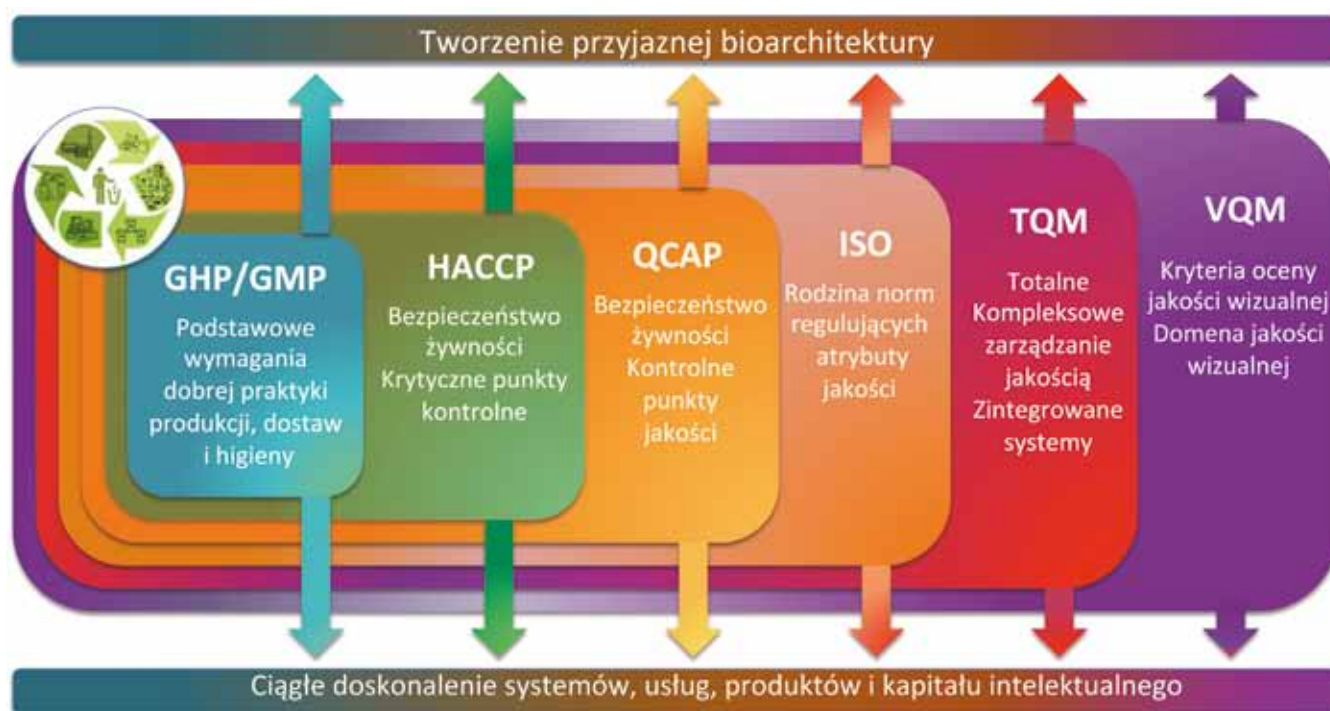 Tworzenie przyjaznej bioarchitektury
GHP/GMP
Podstawowe
wymagania
dobrej praktyki
produkcji, dostaw
i higieny
HACCP
Bezpieczeństwo
żywności
Krytyczne punkty
kontrolne
QCAP
Bezpieczeństwo
żywności
Kontrolne
punkty
jakości
ISO
Rodzina norm
regulujących
atrybuty
jakości
TQM
Totalne
Kompleksowe
zarządzanie
jakością
Zintegrowane
systemy
VQM
Kryteria oceny
jakości wizualnej
Domena jakości
wizualnej
Ciągłe doskonalenie systemów, usług, produktów i kapitału intelektualnego